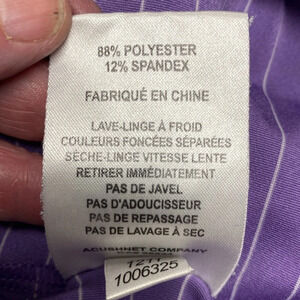 88% POLYESTER
12% SPANDEX
FABRIQUÉ EN CHINE
LAVE-LINGE À FROID
COULEURS FONCÉES SÉPARÉES
SÈCHE-LINGE VITESSE LENTE
RETIRER IMMÉDIATEMENT
PAS DE JAVEL
PAS D'ADOUCISSEUR
PAS DE REPASSAGE
PAS DE LAVAGE À SEC
ACUSHNET COMPANY
1006325